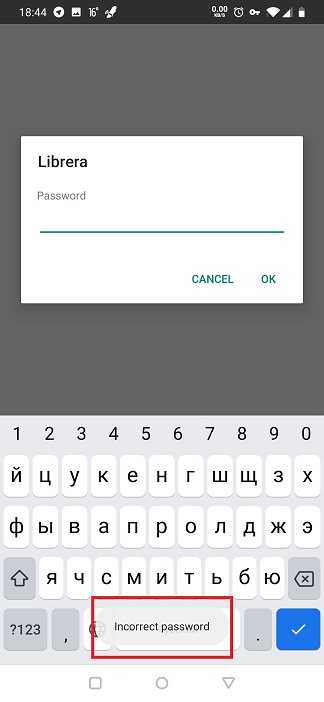 18:44 16° 0.00
KB/S
Librera
Password
CANCEL OK
1 2 3 4 5 6 7 8 9 0
й ц у к е н г ш щ з х
ф ы в а п р о л д ж э
я ч с м и т ь б ю
?123 , Incorrect password .